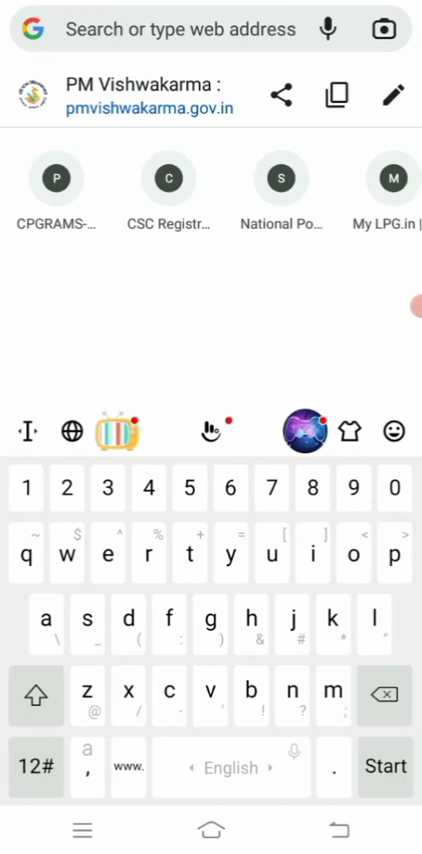 Search or type web address
PM Vishwakarma :
pmvishwakarma.gov.in
P C S M
CPGRAMS-... CSC Registr... National Po... My LPG.in |
1 2 3 4 5 6 7 8 9 0
~ $ ^ % + = [ ] < >
q w e r t y u i o p
a s d f g h j k l
\ _ ( : ) & # * "
z x c v b n m
@ / - ' ! ? ;
12# a , www. English . Start